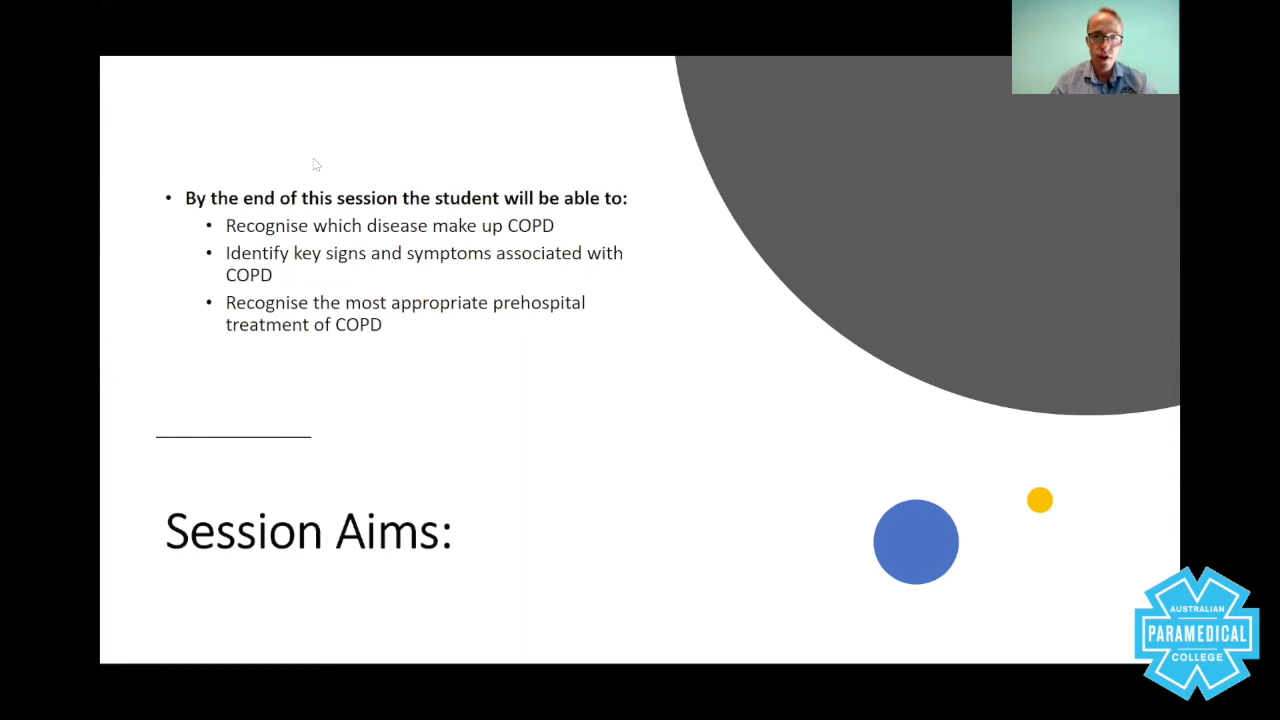 • By the end of this session the student will be able to:
• Recognise which disease make up COPD
• Identify key signs and symptoms associated with
COPD
• Recognise the most appropriate prehospital
treatment of COPD
Session Aims:
AUSTRALIAN
PARAMEDICAL
COLLEGE